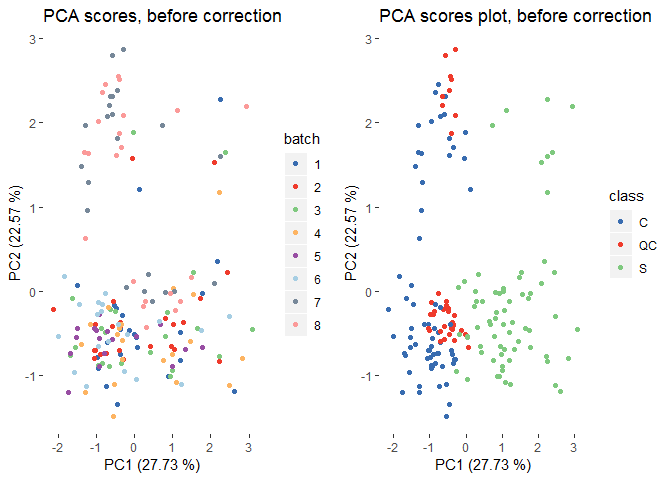 PCA scores, before correction
3
2
1
0
-1
PC2 (22.57 %)
-2 -1 0 1 2 3
PC1 (27.73 %)
batch
1
2
3
4
5
6
7
8
PCA scores plot, before correction
3
2
1
0
-1
PC2 (22.57 %)
-2 -1 0 1 2 3
PC1 (27.73 %)
class
C
QC
S